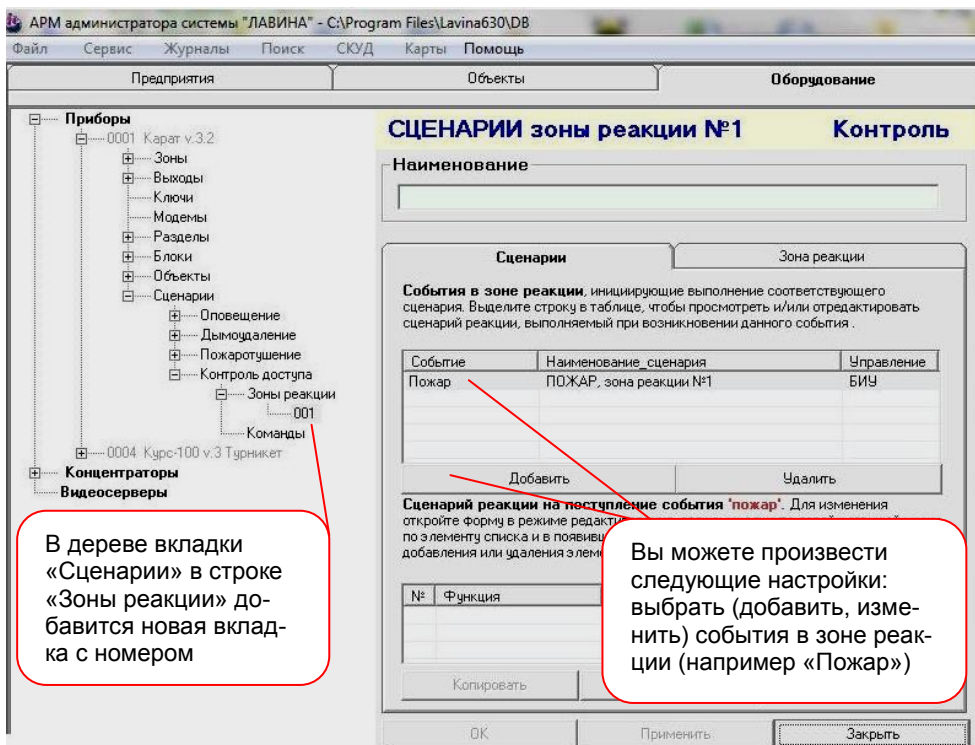 АРМ администратора системы "ЛАВИНА" - C:\Program Files\Lavina630\DB
Файл Сервис Журналы Поиск СКУД Карты Помощь
Предприятия Объекты Оборудование
Приборы
0001 Карат v.3.2
Зоны
Выходы
Ключи
Модемы
Разделы
Блоки
Объекты
Сценарии
Оповещение
Дымоудаление
Пожаротушение
Контроль доступа
Зоны реакции
001
Команды
0004 Курс-100 v.3 Турникет
Концентраторы
Видеосерверы
В дереве вкладки
«Сценарии» в строке
«Зоны реакции» до-
бавится новая вклад-
ка с номером
СЦЕНАРИИ зоны реакции №1 Контроль
Наименование
Сценарии Зона реакции
События в зоне реакции, инициирующие выполнение соответствующего
сценария. Выделите строку в таблице, чтобы просмотреть и/или отредактировать
сценарий реакции, выполняемый при возникновении данного события .
Событие Наименование_сценария Управление
Пожар ПОЖАР, зона реакции №1 БИУ
Добавить Удалить
Сценарий реакции на поступление события 'пожар'. Для изменения
откройте форму в режиме
по элементу списка и в
добавления или удаления
№ Функция
Копировать
Вы можете произвести
следующие настройки:
выбрать (добавить, изме-
нить) события в зоне реак-
ции (например «Пожар»)
OK Применить Закрыть